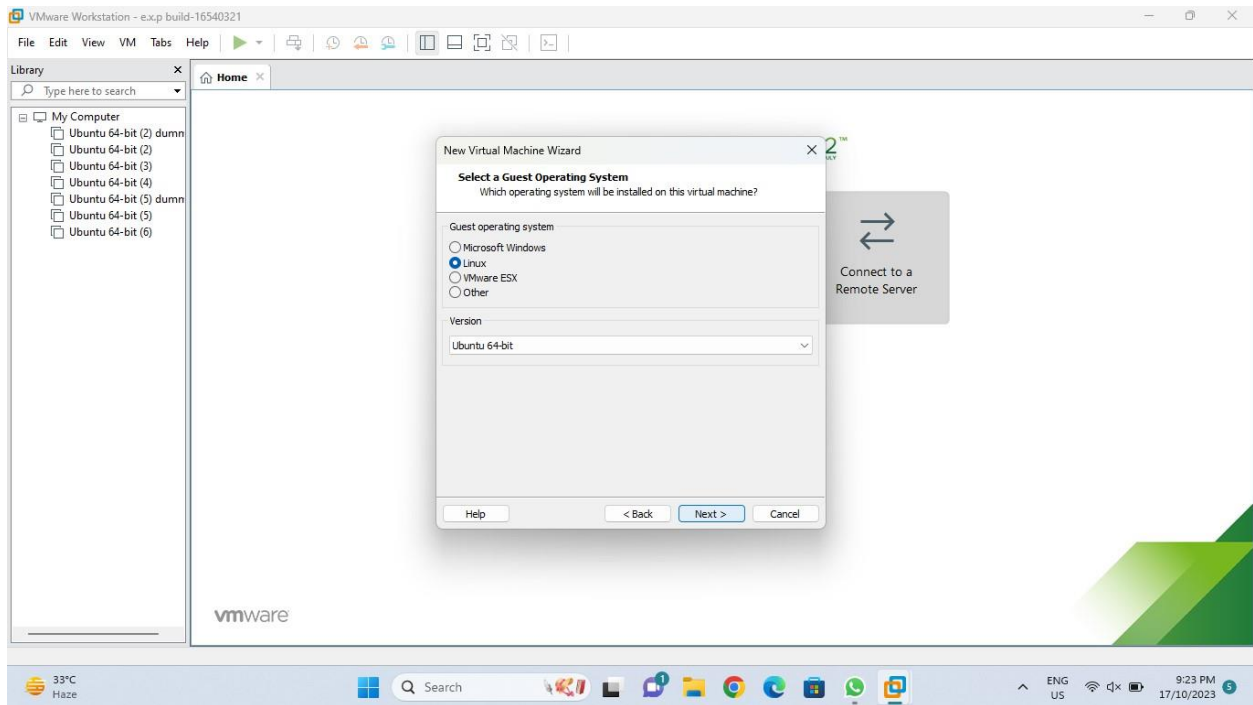 VMware Workstation - e.x.p build-16540321
File Edit View VM Tabs Help
Library
Type here to search
My Computer
Ubuntu 64-bit (2) dumm
Ubuntu 64-bit (2)
Ubuntu 64-bit (3)
Ubuntu 64-bit (4)
Ubuntu 64-bit (5) dumm
Ubuntu 64-bit (5)
Ubuntu 64-bit (6)
Home
2™
New Virtual Machine Wizard
Select a Guest Operating System
Which operating system will be installed on this virtual machine?
Guest operating system
Microsoft Windows
Linux
VMware ESX
Other
Version
Ubuntu 64-bit
Help
< Back
Next >
Cancel
Connect to a
Remote Server
vmware
33°C
Haze
Search
1
ENG
US
9:23 PM
17/10/2023
5